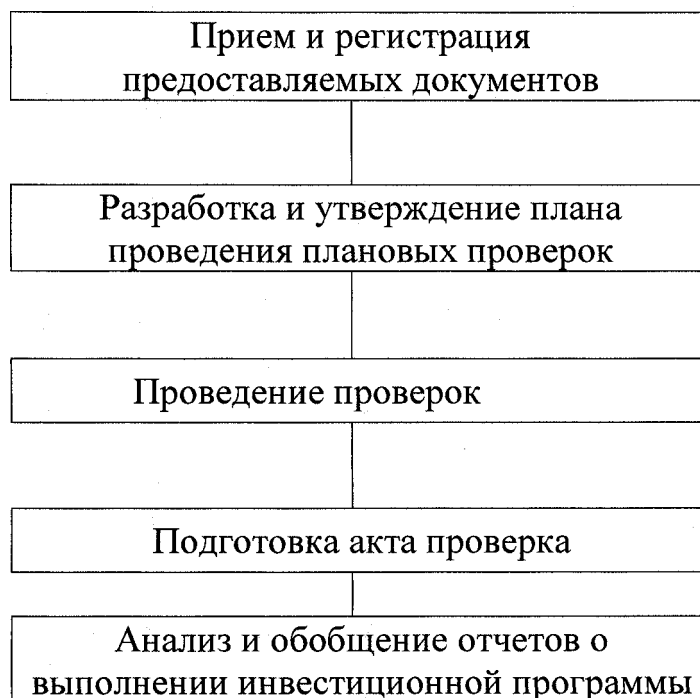 Прием и регистрация
предоставляемых документов
Разработка и утверждение плана
проведения плановых проверок
Проведение проверок
Подготовка акта проверка
Анализ и обобщение отчетов о
выполнении инвестиционной программы